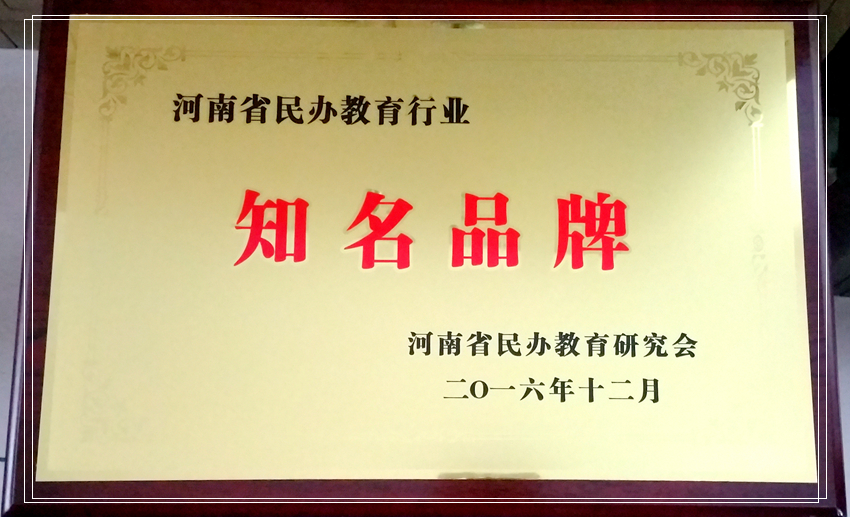 河南省民办教育行业
知名品牌
河南省民办教育研究会
二〇一六年十二月